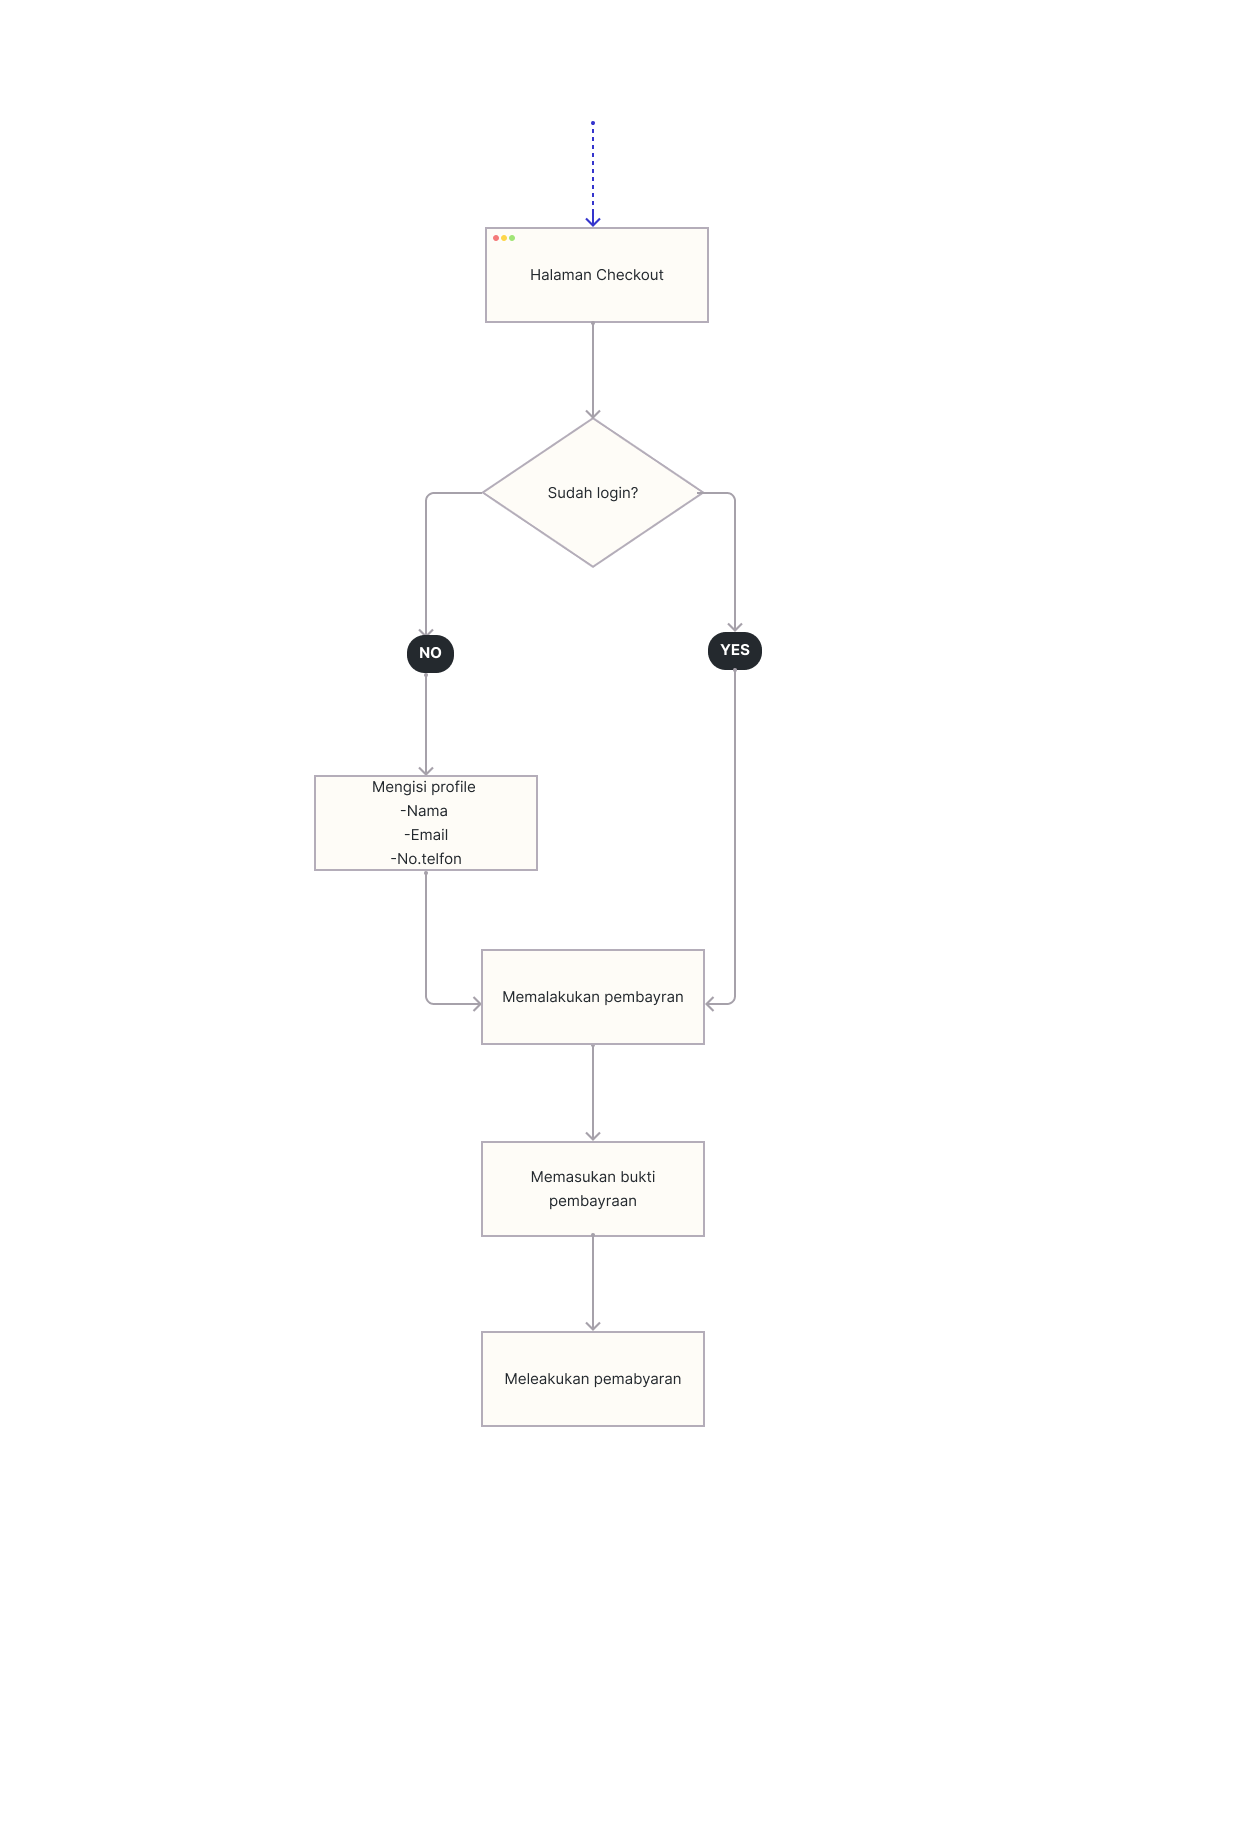 Halaman Checkout
Sudah login?
NO
YES
Mengisi profile
-Nama
-Email
-No.telfon
Memalakukan pembayran
Memasukan bukti
pembayraan
Meleakukan pemabyaran